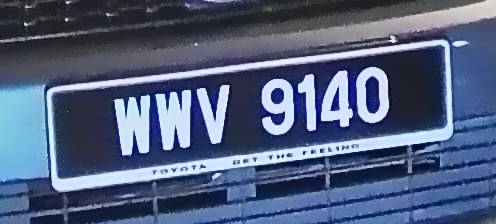 WWV 9140
TOYOTA GET THE FEELING